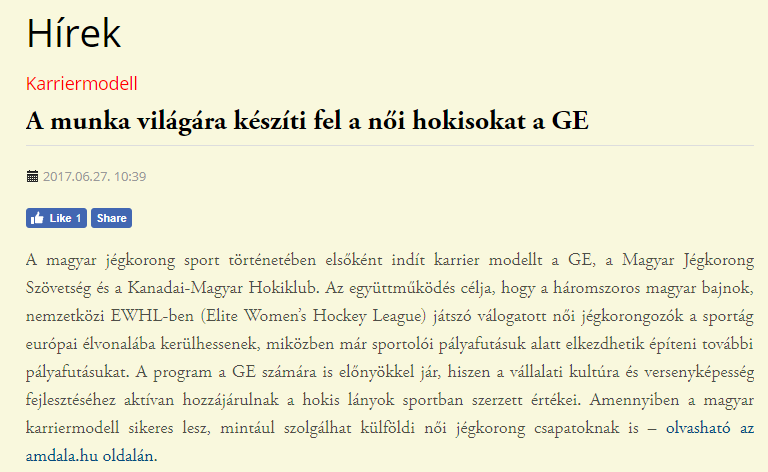 Hírek
Karriermodell
A munka világára készíti fel a női hokisokat a GE
2017.06.27. 10:39
Like 1 Share
A magyar jégkorong sport történetében elsőként indít karrier modellt a GE, a Magyar Jégkorong
Szövetség és a Kanadai-Magyar Hokiklub. Az együttműködés célja, hogy a háromszoros magyar bajnok,
nemzetközi EWHL-ben (Elite Women's Hockey League) játszó válogatott női jégkorongozók a sportág
európai élvonalába kerülhessenek, miközben már sportolói pályafutásuk alatt elkezdhetik építeni további
pályafutásukat. A program a GE számára is előnyökkel jár, hiszen a vállalati kultúra és versenyképesség
fejlesztéséhez aktívan hozzájárulnak a hokis lányok sportban szerzett értékei. Amennyiben a magyar
karriermodell sikeres lesz, mintául szolgálhat külföldi női jégkorong csapatoknak is – olvasható az
amdala.hu oldalán.